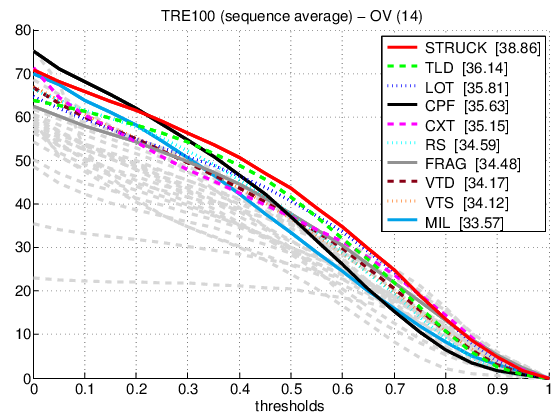 TRE100 (sequence average) − OV (14)
80
70
60
50
40
30
20
10
0
STRUCK [38.86]
TLD [36.14]
LOT [35.81]
CPF [35.63]
CXT [35.15]
RS [34.59]
FRAG [34.48]
VTD [34.17]
VTS [34.12]
MIL [33.57]
0 0.1 0.2 0.3 0.4 0.5 0.6 0.7 0.8 0.9 1
thresholds